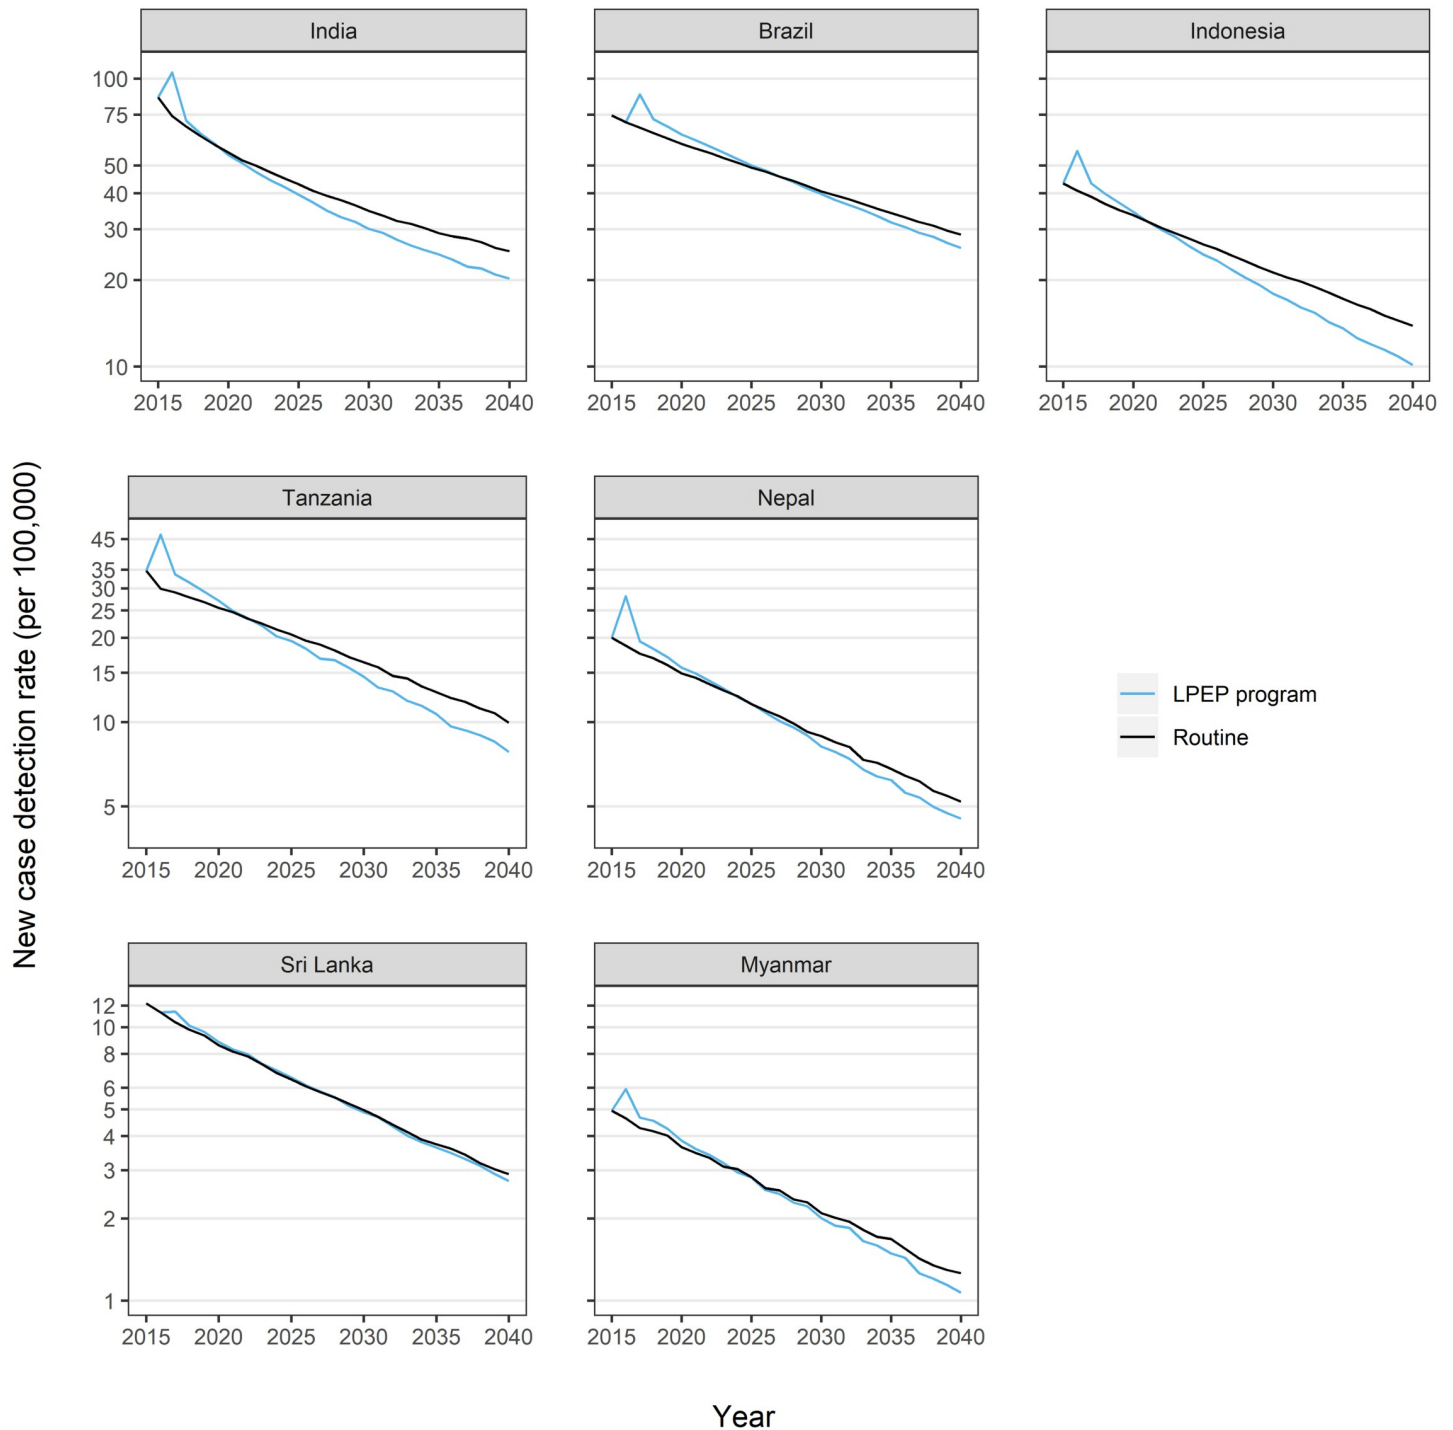 India Brazil Indonesia
100
75
50
40
30
20
10
2015 2020 2025 2030 2035 2040 2015 2020 2025 2030 2035 2040 2015 2020 2025 2030 2035 2040
New case detection rate (per 100,000)
Tanzania Nepal
45
35
30
25
20
15
10
5
2015 2020 2025 2030 2035 2040 2015 2020 2025 2030 2035 2040
LPEP program
Routine
Sri Lanka Myanmar
12
10
8
6
5
4
3
2
1
2015 2020 2025 2030 2035 2040 2015 2020 2025 2030 2035 2040
Year